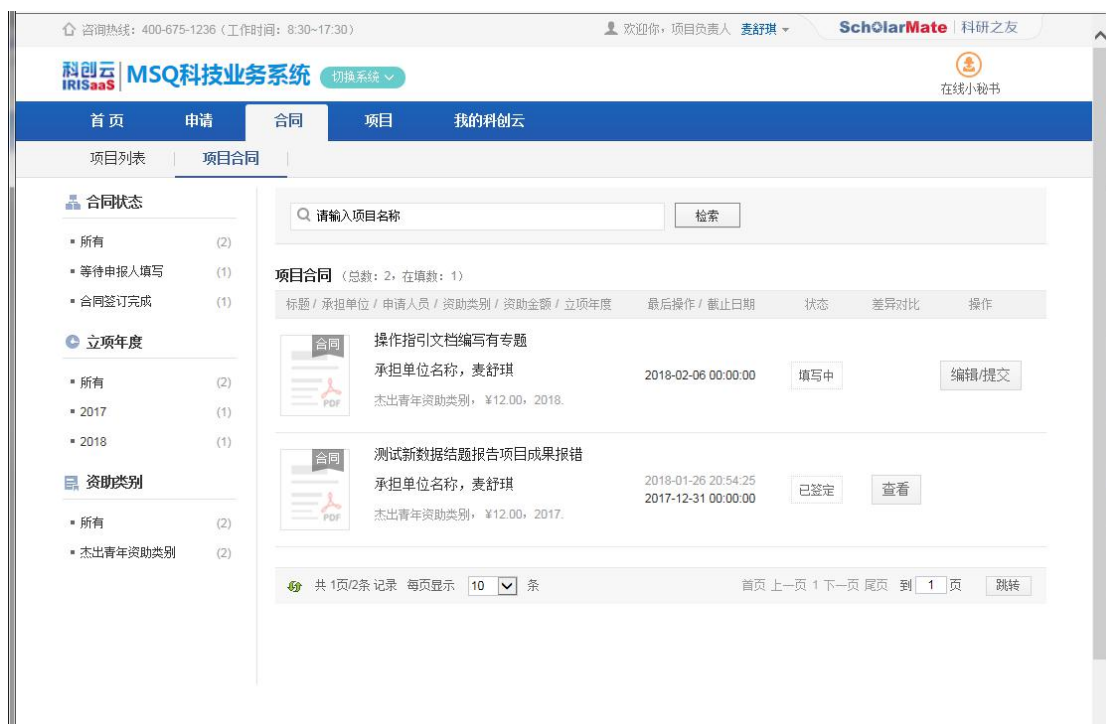 咨询热线：400-675-1236（工作时间：8:30~17:30）
欢迎你，项目负责人 麦舒琪
SchOlarMate 科研之友
科创云 IRISaaS MSQ科技业务系统 切换系统
在线小秘书
首页 申请 合同 项目 我的科创云
项目列表 项目合同
合同状态
所有 (2)
等待申报人填写 (1)
合同签订完成 (1)
立项年度
所有 (2)
2017 (1)
2018 (1)
资助类别
所有 (2)
杰出青年资助类别 (2)
请输入项目名称 检索
项目合同（总数：2，在填数：1）
标题 / 承担单位 / 申请人员 / 资助类别 / 资助金额 / 立项年度 最后操作 / 截止日期 状态 差异对比 操作
合同
PDF
操作指引文档编写有专题
承担单位名称，麦舒琪
杰出青年资助类别，¥12.00，2018.
2018-02-06 00:00:00
填写中
编辑/提交
合同
PDF
测试新数据结题报告项目成果报错
承担单位名称，麦舒琪
杰出青年资助类别，¥12.00，2017.
2018-01-26 20:54:25
2017-12-31 00:00:00
已签定
查看
共 1页/2条 记录 每页显示 10 条 首页 上一页 1 下一页 尾页 到 1 页 跳转